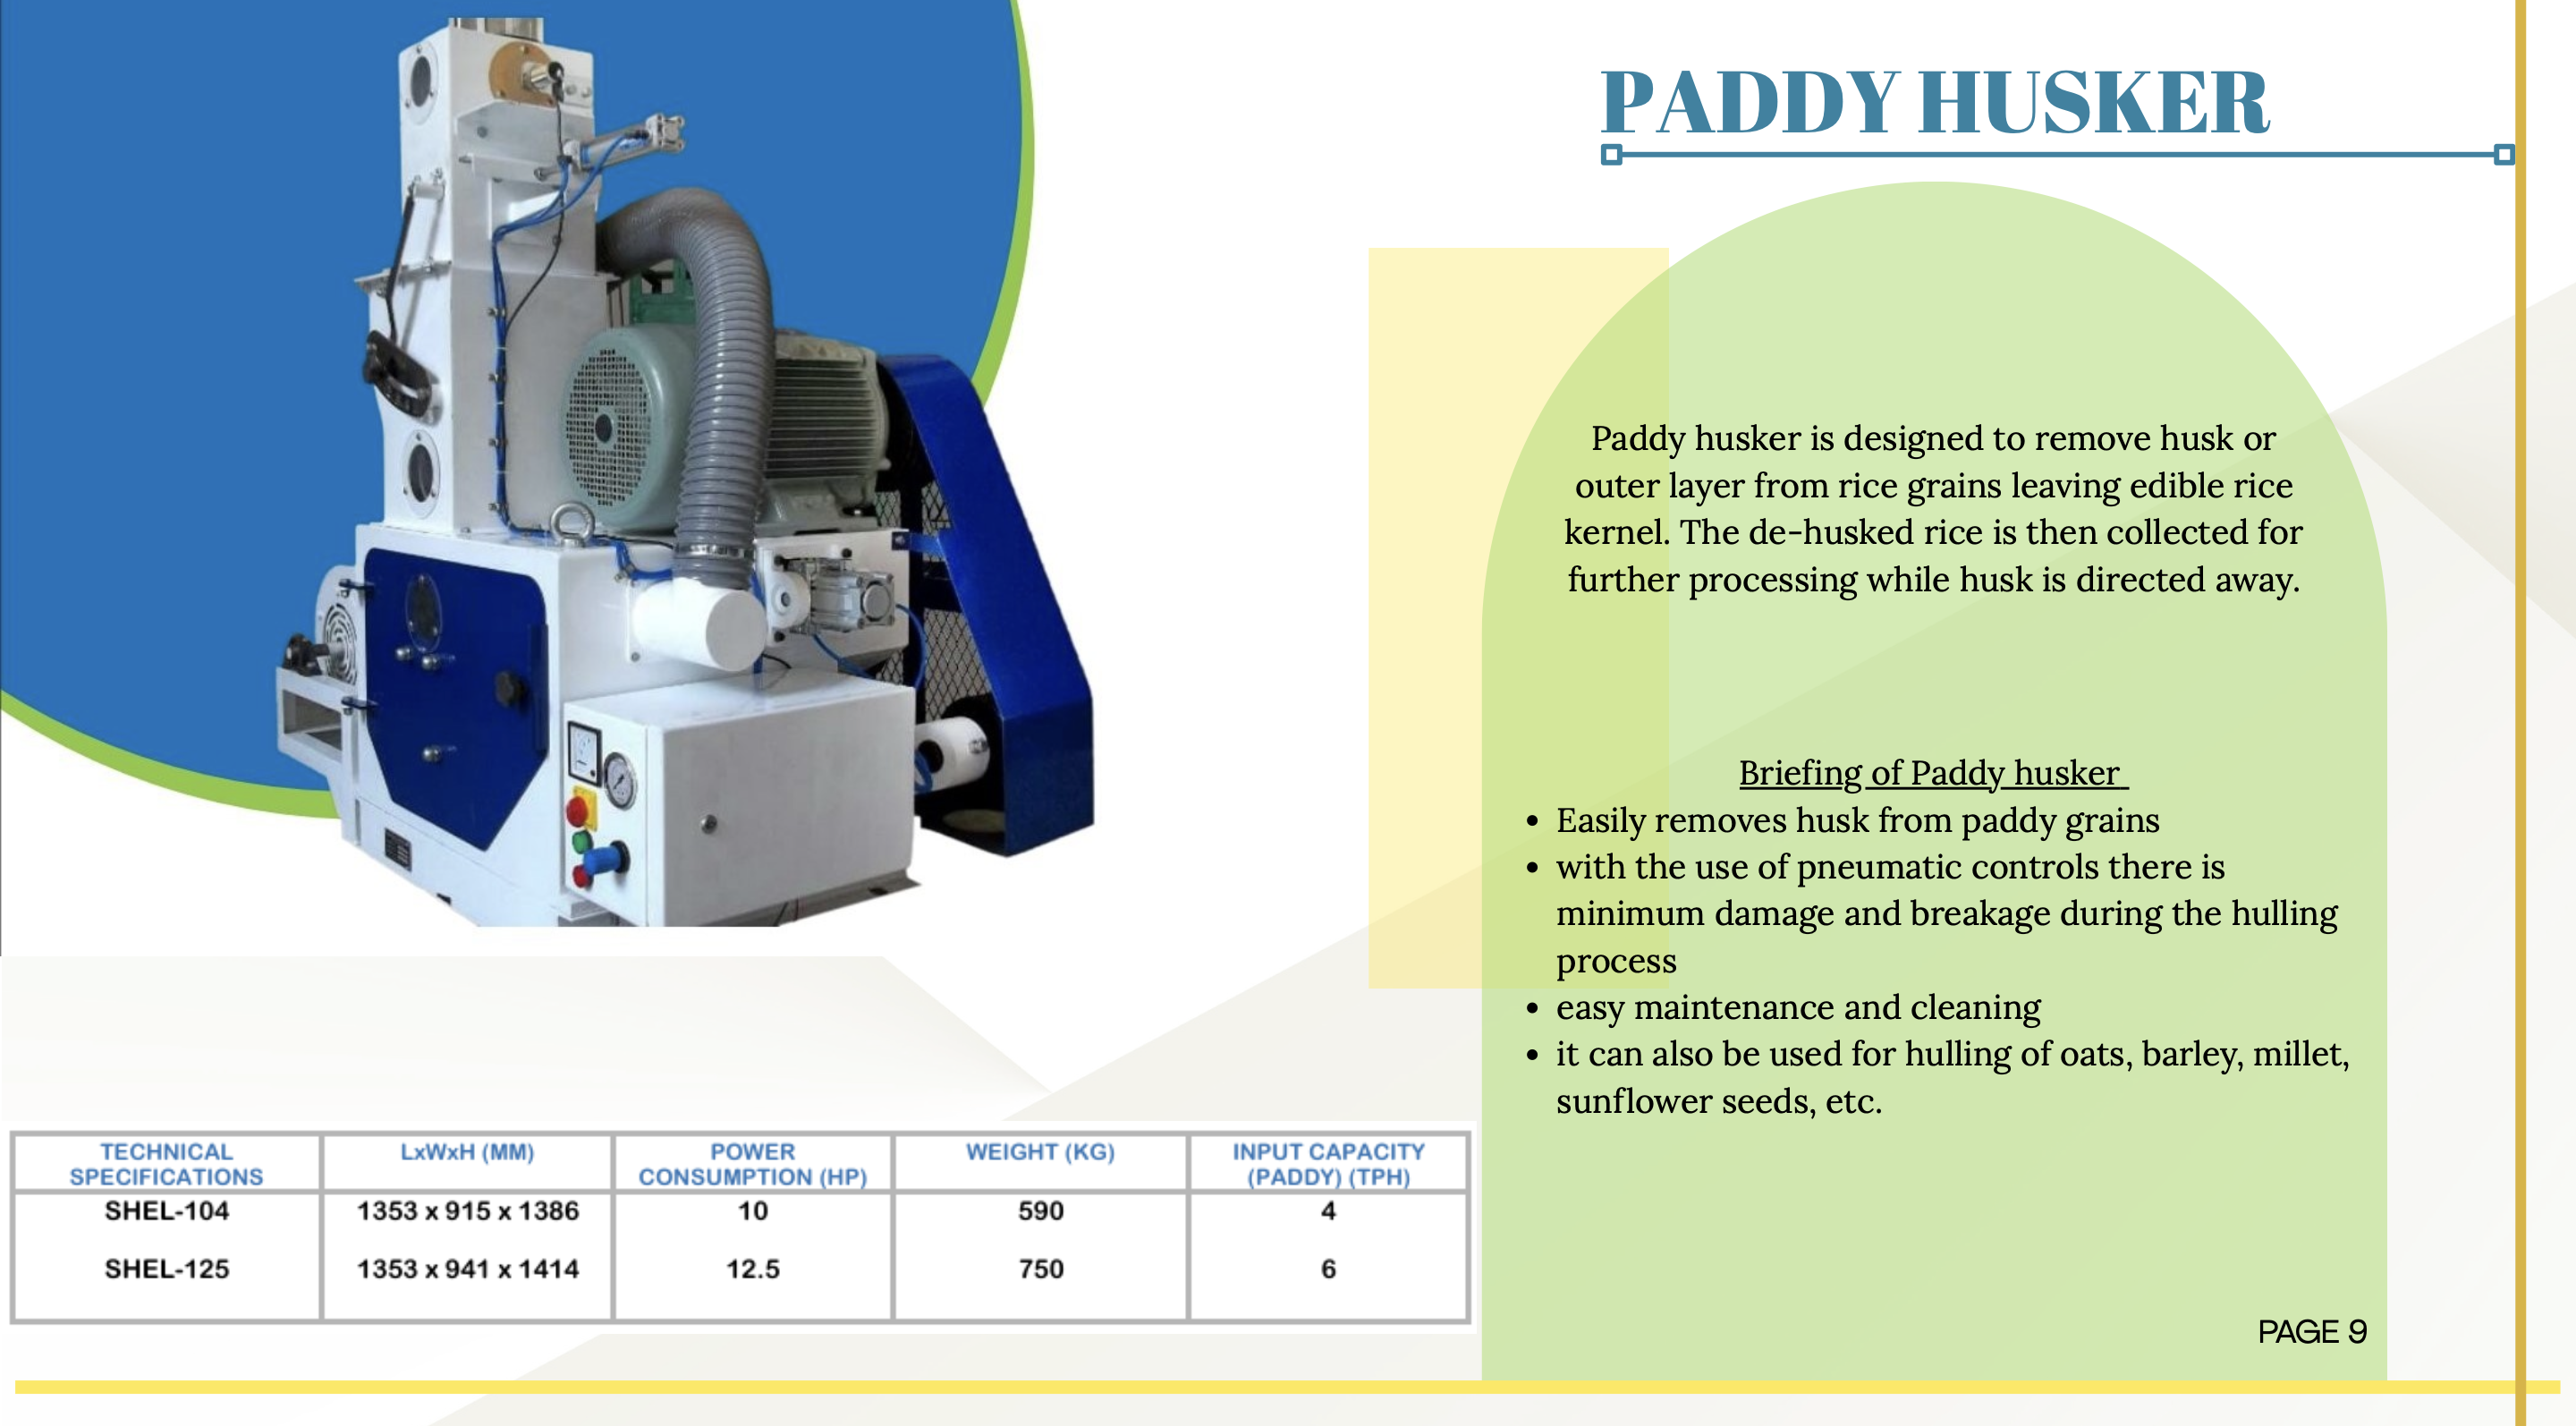 PADDY HUSKER
Paddy husker is designed to remove husk or
outer layer from rice grains leaving edible rice
kernel. The de-husked rice is then collected for
further processing while husk is directed away.
Briefing of Paddy husker
• Easily removes husk from paddy grains
• with the use of pneumatic controls there is
minimum damage and breakage during the hulling
process
• easy maintenance and cleaning
• it can also be used for hulling of oats, barley, millet,
sunflower seeds, etc.
TECHNICAL SPECIFICATIONS LxWxH (MM) POWER CONSUMPTION (HP) WEIGHT (KG) INPUT CAPACITY (PADDY) (TPH)
SHEL-104 1353 x 915 x 1386 10 590 4
SHEL-125 1353 x 941 x 1414 12.5 750 6
PAGE 9